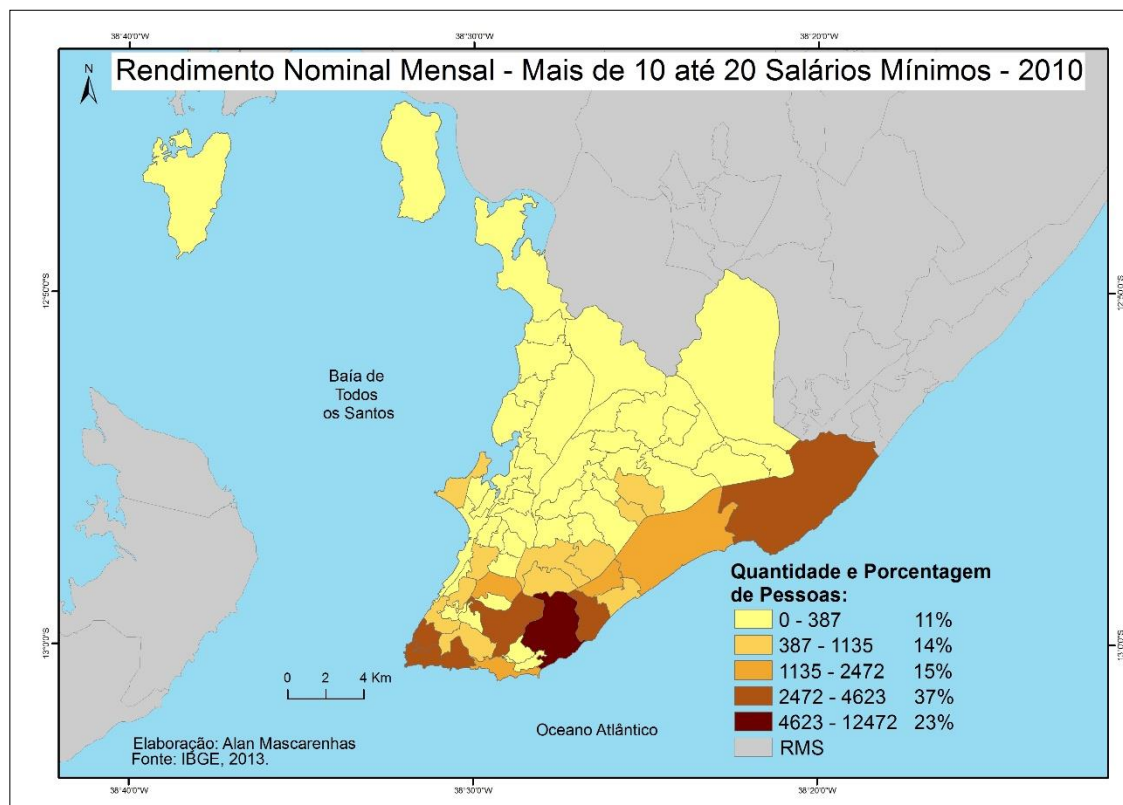 38°40'0"W 38°30'0"W 38°20'0"W
N
Rendimento Nominal Mensal - Mais de 10 até 20 Salários Mínimos - 2010
12°50'0"S 12°50'0"S
Baía de
Todos
os Santos
Quantidade e Porcentagem
de Pessoas:
0 - 387 11%
387 - 1135 14%
1135 - 2472 15%
2472 - 4623 37%
4623 - 12472 23%
RMS
13°0'0"S 13°0'0"S
0 2 4 Km
Oceano Atlântico
Elaboração: Alan Mascarenhas
Fonte: IBGE, 2013.
38°40'0"W 38°30'0"W 38°20'0"W